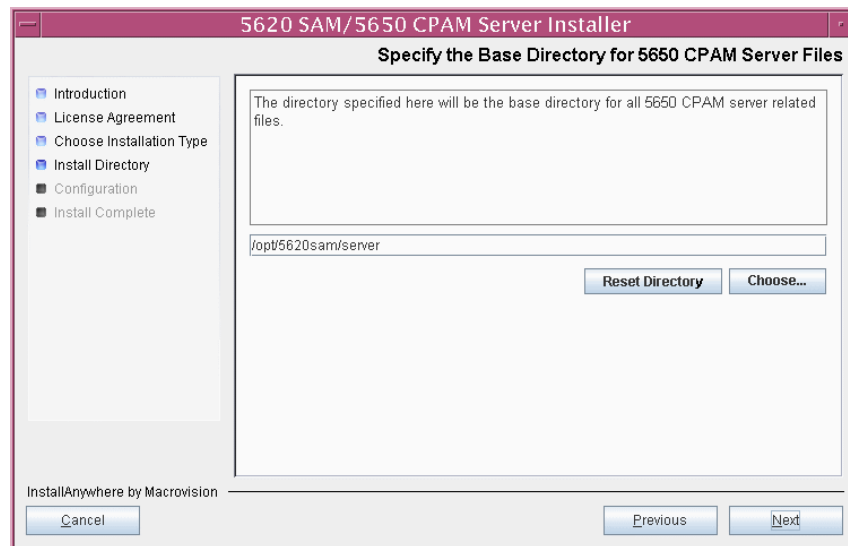 5620 SAM/5650 CPAM Server Installer
Specify the Base Directory for 5650 CPAM Server Files
Introduction
License Agreement
Choose Installation Type
Install Directory
Configuration
Install Complete
The directory specified here will be the base directory for all 5650 CPAM server related
files.
/opt/5620sam/server
Reset Directory
Choose...
InstallAnywhere by Macrovision
Cancel
Previous
Next